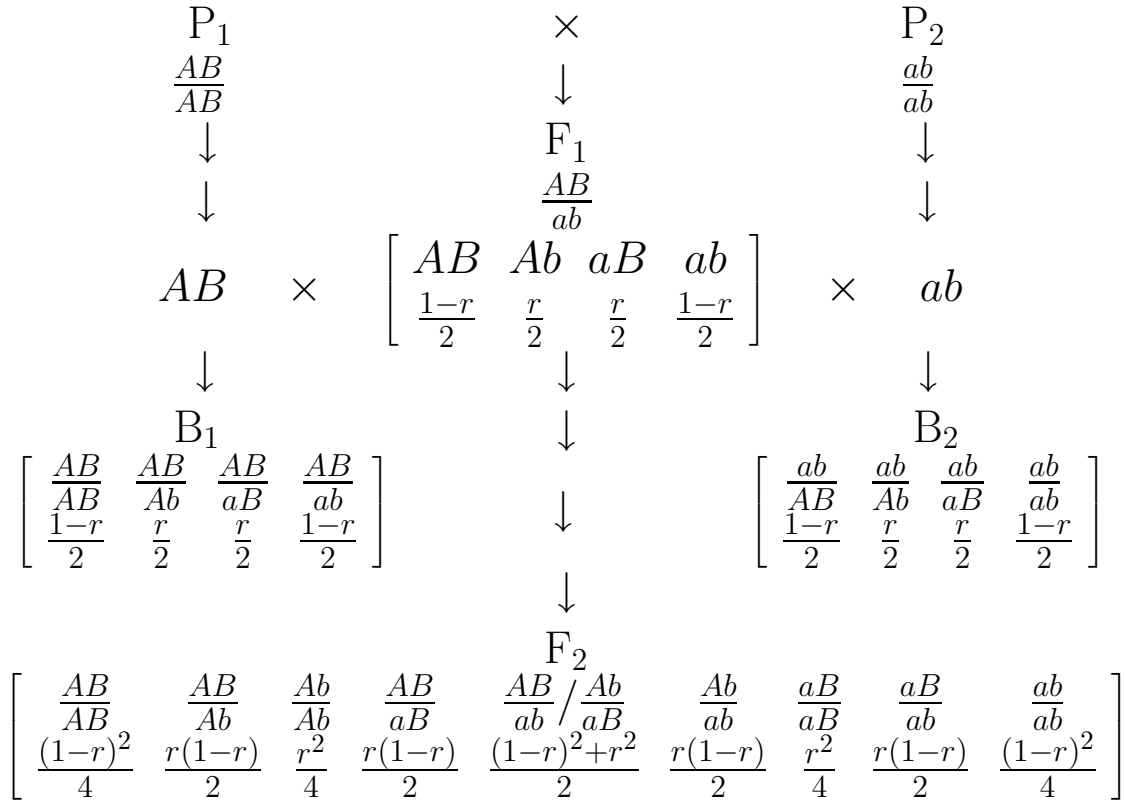 P₁ × P₂
AB/AB ↓ ab/ab
↓ F₁ ↓
↓ AB/ab ↓
AB × [ AB Ab aB ab ] × ab
[ (1−r)/2 r/2 r/2 (1−r)/2 ]
↓ ↓ ↓
B₁ ↓ B₂
[ AB/AB AB/Ab AB/aB AB/ab ] ↓ [ ab/AB ab/Ab ab/aB ab/ab ]
[ (1−r)/2 r/2 r/2 (1−r)/2 ] [ (1−r)/2 r/2 r/2 (1−r)/2 ]
↓
F₂
[ AB/AB AB/Ab Ab/Ab AB/aB AB/ab / Ab/aB Ab/ab aB/aB aB/ab ab/ab ]
[ (1−r)²/4 r(1−r)/2 r²/4 r(1−r)/2 ((1−r)²+r²)/2 r(1−r)/2 r²/4 r(1−r)/2 (1−r)²/4 ]